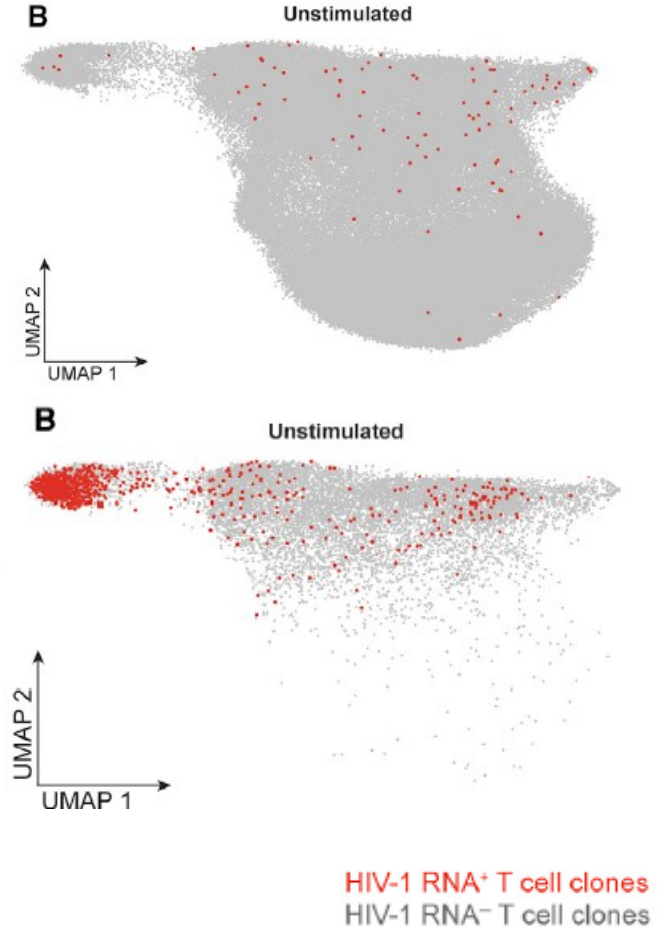 B
Unstimulated
UMAP 2
UMAP 1
B
Unstimulated
UMAP 2
UMAP 1
HIV-1 RNA⁺ T cell clones
HIV-1 RNA⁻ T cell clones